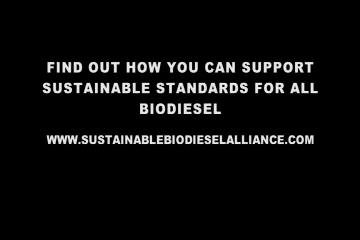 FIND OUT HOW YOU CAN SUPPORT
SUSTAINABLE STANDARDS FOR ALL
BIODIESEL
WWW.SUSTAINABLEBIODIESELALLIANCE.COM